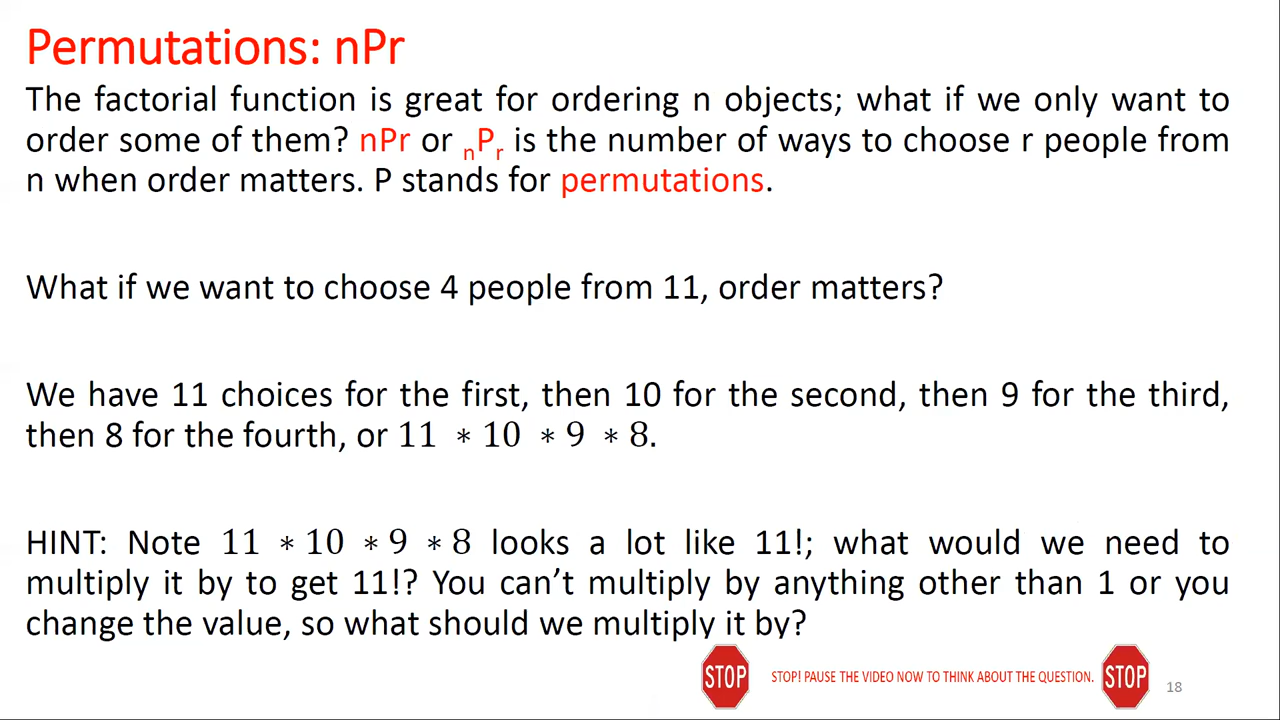 Permutations: nPr
The factorial function is great for ordering n objects; what if we only want to
order some of them? nPr or nPr is the number of ways to choose r people from
n when order matters. P stands for permutations.
What if we want to choose 4 people from 11, order matters?
We have 11 choices for the first, then 10 for the second, then 9 for the third,
then 8 for the fourth, or 11 * 10 * 9 * 8.
HINT: Note 11 * 10 * 9 * 8 looks a lot like 11!; what would we need to
multiply it by to get 11!? You can't multiply by anything other than 1 or you
change the value, so what should we multiply it by?
STOP STOP! PAUSE THE VIDEO NOW TO THINK ABOUT THE QUESTION. STOP 18